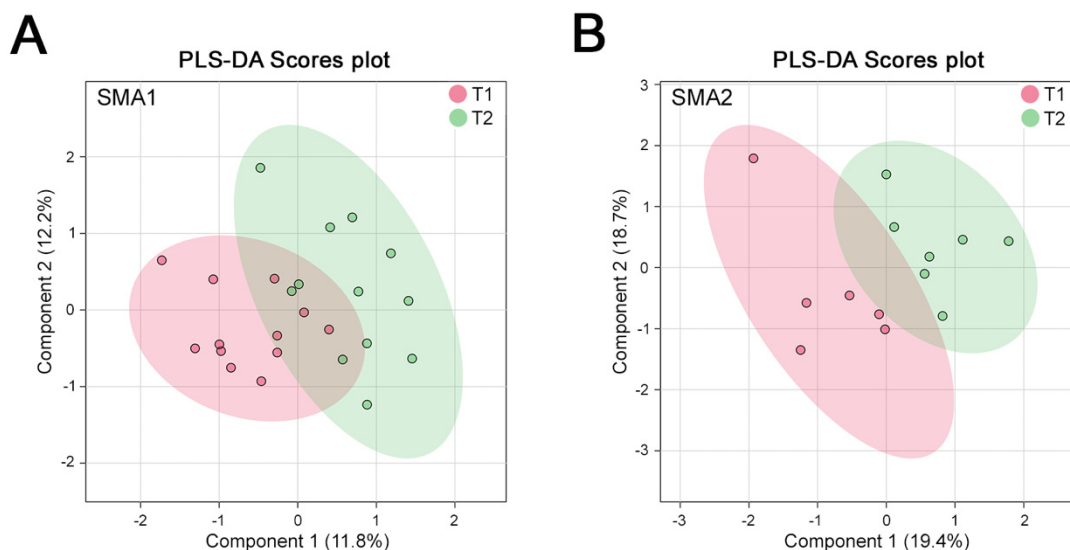 A
PLS-DA Scores plot
SMA1
T1
T2
Component 2 (12.2%)
2
1
0
-1
-2
-2
-1
0
1
2
Component 1 (11.8%)
B
PLS-DA Scores plot
SMA2
T1
T2
Component 2 (18.7%)
3
2
1
0
-1
-2
-3
-3
-2
-1
0
1
2
Component 1 (19.4%)